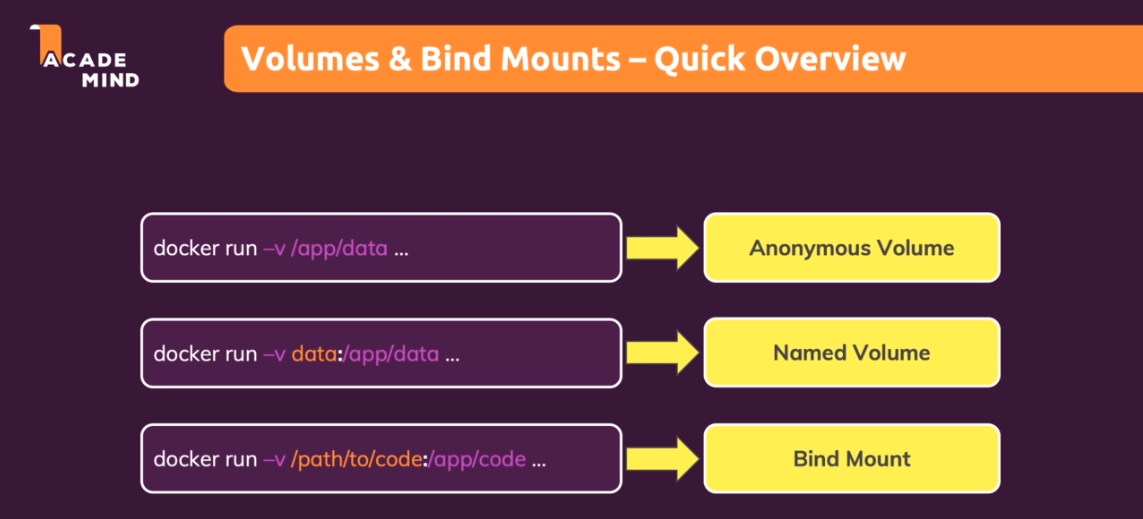 ACADE
MIND
Volumes & Bind Mounts – Quick Overview
docker run –v /app/data ...
Anonymous Volume
docker run –v data:/app/data ...
Named Volume
docker run –v /path/to/code:/app/code ...
Bind Mount